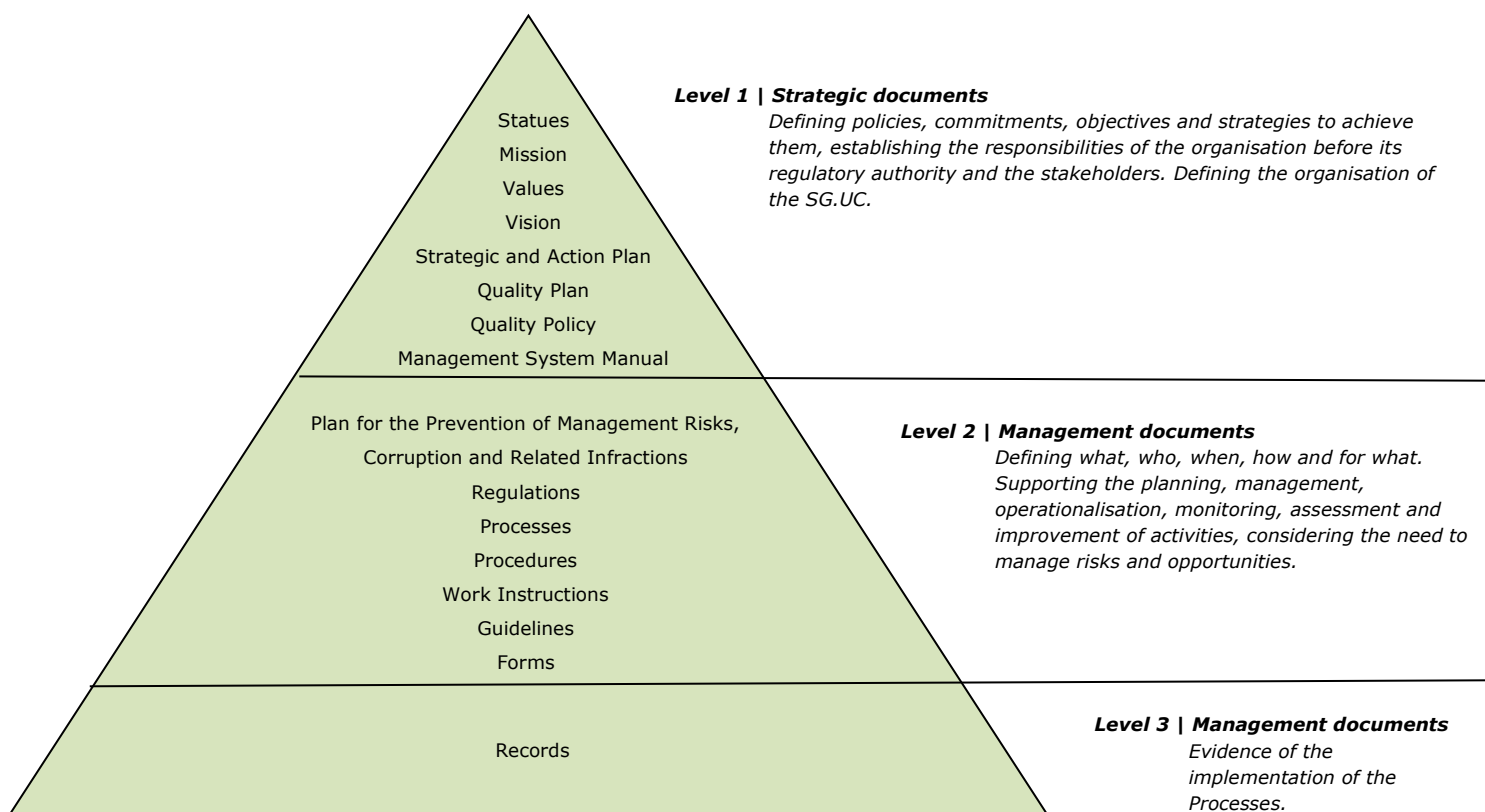 Level 1 | Strategic documents
Defining policies, commitments, objectives and strategies to achieve
them, establishing the responsibilities of the organisation before its
regulatory authority and the stakeholders. Defining the organisation of
the SG.UC.
Statues
Mission
Values
Vision
Strategic and Action Plan
Quality Plan
Quality Policy
Management System Manual
Level 2 | Management documents
Defining what, who, when, how and for what.
Supporting the planning, management,
operationalisation, monitoring, assessment and
improvement of activities, considering the need to
manage risks and opportunities.
Plan for the Prevention of Management Risks,
Corruption and Related Infractions
Regulations
Processes
Procedures
Work Instructions
Guidelines
Forms
Level 3 | Management documents
Evidence of the
implementation of the
Processes.
Records